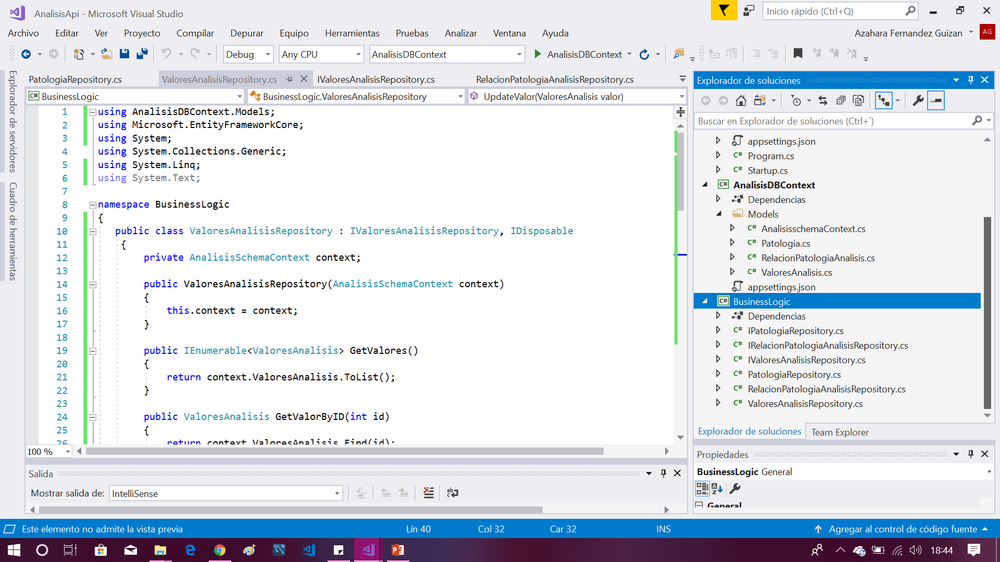 AnalisisApi - Microsoft Visual Studio
Inicio rápido (Ctrl+Q)
Archivo Editar Ver Proyecto Compilar Depurar Equipo Herramientas Pruebas Analizar Ventana Ayuda
Azahara Fernandez Guizan AG
Debug Any CPU AnalisisDBContext AnalisisDBContext
Explorador de servidores
Cuadro de herramientas
PatologiaRepository.cs ValoresAnalisisRepository.cs IValoresAnalisisRepository.cs RelacionPatologiaAnalisisRepository.cs
C# BusinessLogic BusinessLogic.ValoresAnalisisRepository UpdateValor(ValoresAnalisis valor)
1 using AnalisisDBContext.Models;
2 using Microsoft.EntityFrameworkCore;
3 using System;
4 using System.Collections.Generic;
5 using System.Linq;
6 using System.Text;
7
8 namespace BusinessLogic
9 {
10 public class ValoresAnalisisRepository : IValoresAnalisisRepository, IDisposable
11 {
12 private AnalisisSchemaContext context;
13
14 public ValoresAnalisisRepository(AnalisisSchemaContext context)
15 {
16 this.context = context;
17 }
18
19 public IEnumerable<ValoresAnalisis> GetValores()
20 {
21 return context.ValoresAnalisis.ToList();
22 }
23
24 public ValoresAnalisis GetValorByID(int id)
25 {
26 return context.ValoresAnalisis.Find(id);
100 %
Salida
Mostrar salida de: IntelliSense
Explorador de soluciones
Buscar en Explorador de soluciones (Ctrl+`)
appsettings.json
C# Program.cs
C# Startup.cs
C# AnalisisDBContext
Dependencias
Models
C# AnalisisschemaContext.cs
C# Patologia.cs
C# RelacionPatologiaAnalisis.cs
C# ValoresAnalisis.cs
appsettings.json
C# BusinessLogic
Dependencias
C# IPatologiaRepository.cs
C# IRelacionPatologiaAnalisisRepository.cs
C# IValoresAnalisisRepository.cs
C# PatologiaRepository.cs
C# RelacionPatologiaAnalisisRepository.cs
C# ValoresAnalisisRepository.cs
Explorador de soluciones Team Explorer
Propiedades
BusinessLogic General
General
Este elemento no admite la vista previa Lín 40 Col 32 Car 32 INS Agregar al control de código fuente
18:44